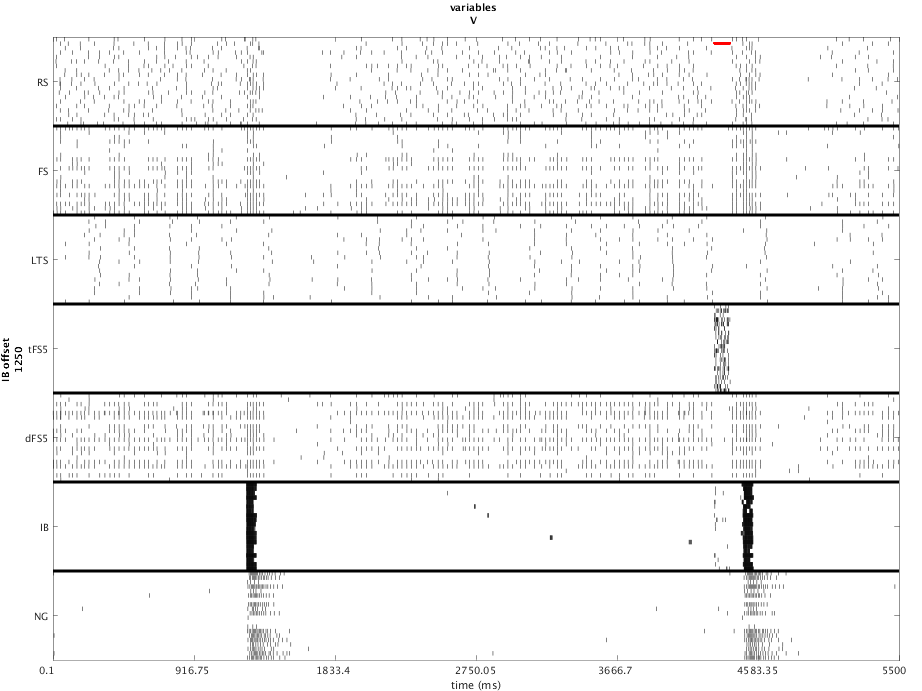 variables
V
RS
FS
LTS
tFS5
dFS5
IB
NG
IB offset
1250
0.1 916.75 1833.4 2750.05 3666.7 4583.35 5500
time (ms)